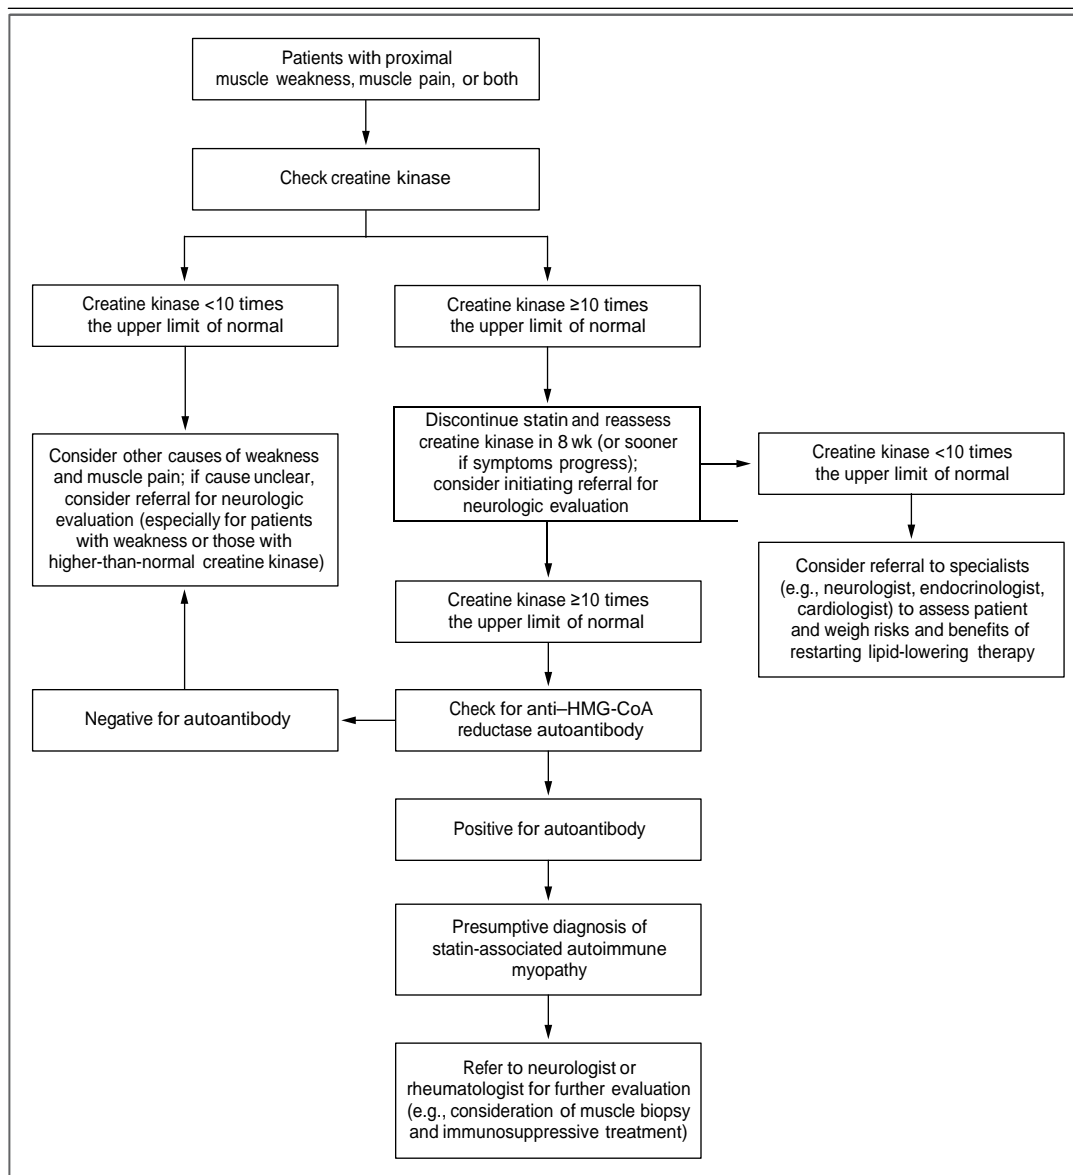 Patients with proximal
muscle weakness, muscle pain, or both
Check creatine kinase
Creatine kinase <10 times
the upper limit of normal
Creatine kinase ≥10 times
the upper limit of normal
Consider other causes of weakness
and muscle pain; if cause unclear,
consider referral for neurologic
evaluation (especially for patients
with weakness or those with
higher-than-normal creatine kinase)
Discontinue statin and reassess
creatine kinase in 8 wk (or sooner
if symptoms progress);
consider initiating referral for
neurologic evaluation
Creatine kinase <10 times
the upper limit of normal
Consider referral to specialists
(e.g., neurologist, endocrinologist,
cardiologist) to assess patient
and weigh risks and benefits of
restarting lipid-lowering therapy
Creatine kinase ≥10 times
the upper limit of normal
Negative for autoantibody
Check for anti–HMG-CoA
reductase autoantibody
Positive for autoantibody
Presumptive diagnosis of
statin-associated autoimmune
myopathy
Refer to neurologist or
rheumatologist for further evaluation
(e.g., consideration of muscle biopsy
and immunosuppressive treatment)